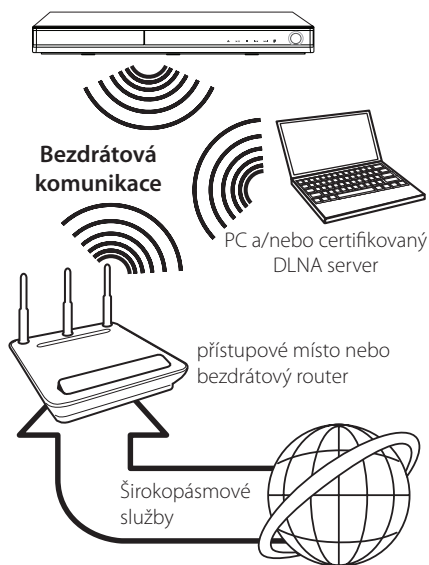 Bezdrátová
komunikace
PC a/nebo certifikovaný
DLNA server
přístupové místo nebo
bezdrátový router
Širokopásmové
služby